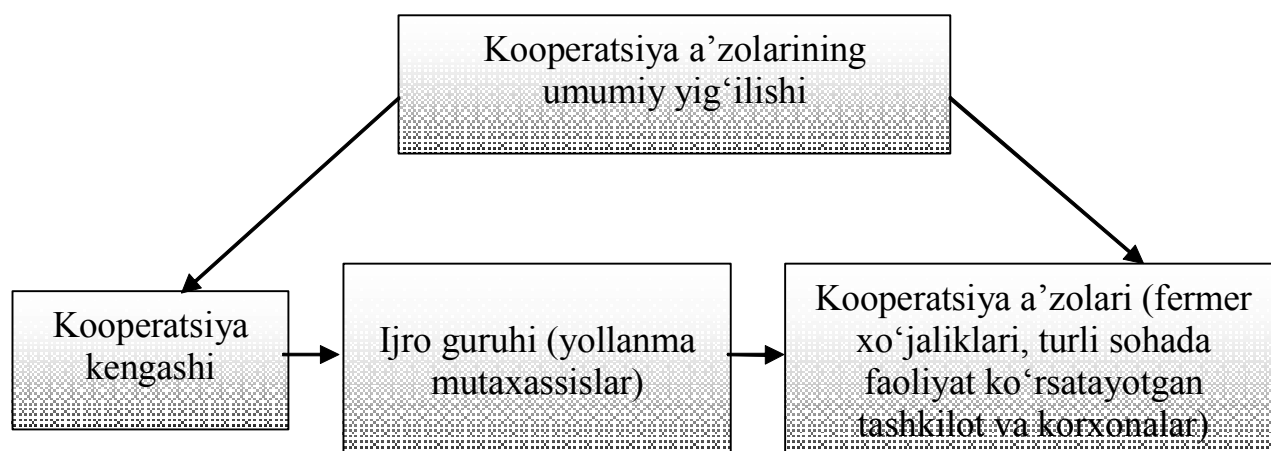 Kooperatsiya a’zolarining
umumiy yig‘ilishi
Kooperatsiya
kengashi
Ijro guruhi (yollanma
mutaxassislar)
Kooperatsiya a’zolari (fermer
xo‘jaliklari, turli sohada
faoliyat ko‘rsatayotgan
tashkilot va korxonalar)